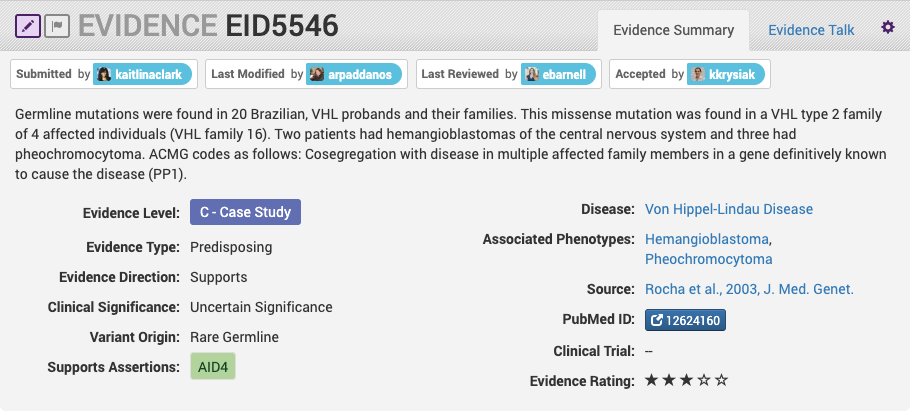 EVIDENCE EID5546
Evidence Summary
Evidence Talk
Submitted by kaitlinaclark
Last Modified by arpaddanos
Last Reviewed by ebarnell
Accepted by kkrysiak
Germline mutations were found in 20 Brazilian, VHL probands and their families. This missense mutation was found in a VHL type 2 family
of 4 affected individuals (VHL family 16). Two patients had hemangioblastomas of the central nervous system and three had
pheochromocytoma. ACMG codes as follows: Cosegregation with disease in multiple affected family members in a gene definitively known
to cause the disease (PP1).
Evidence Level: C - Case Study
Evidence Type: Predisposing
Evidence Direction: Supports
Clinical Significance: Uncertain Significance
Variant Origin: Rare Germline
Supports Assertions: AID4
Disease: Von Hippel-Lindau Disease
Associated Phenotypes: Hemangioblastoma,
Pheochromocytoma
Source: Rocha et al., 2003, J. Med. Genet.
PubMed ID: 12624160
Clinical Trial: --
Evidence Rating: ★★★☆☆